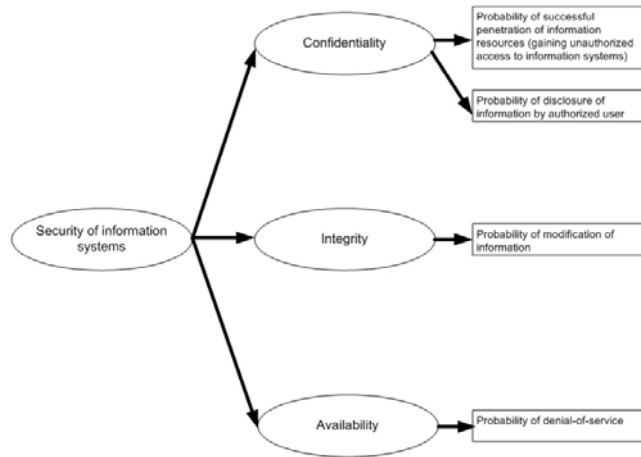 Probability of successful
penetration of information
resources (gaining unauthorized
access to information systems)
Confidentiality
Probability of disclosure of
information by authorized user
Security of information
systems
Integrity
Probability of modification of
information
Availability
Probability of denial-of-service